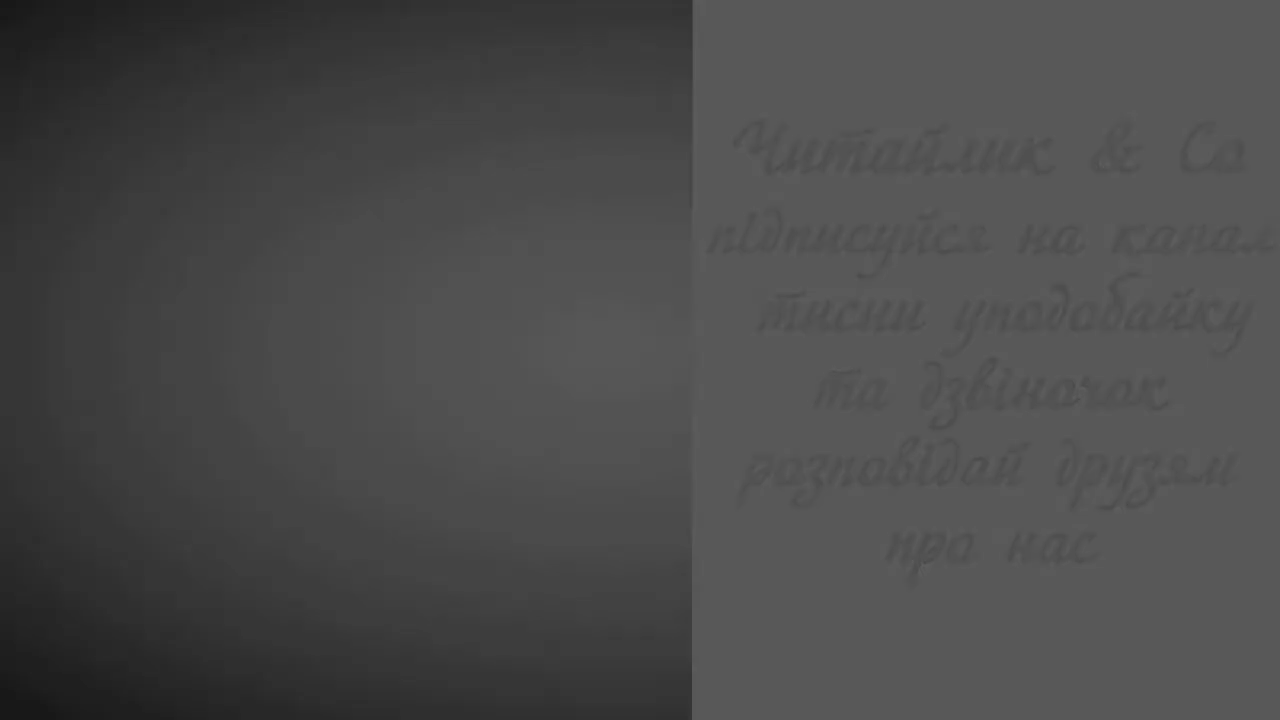 Читайлик & Co
підписуйся на канал
тисни уподобайку
та дзвіночок
розповідай друзям
про нас